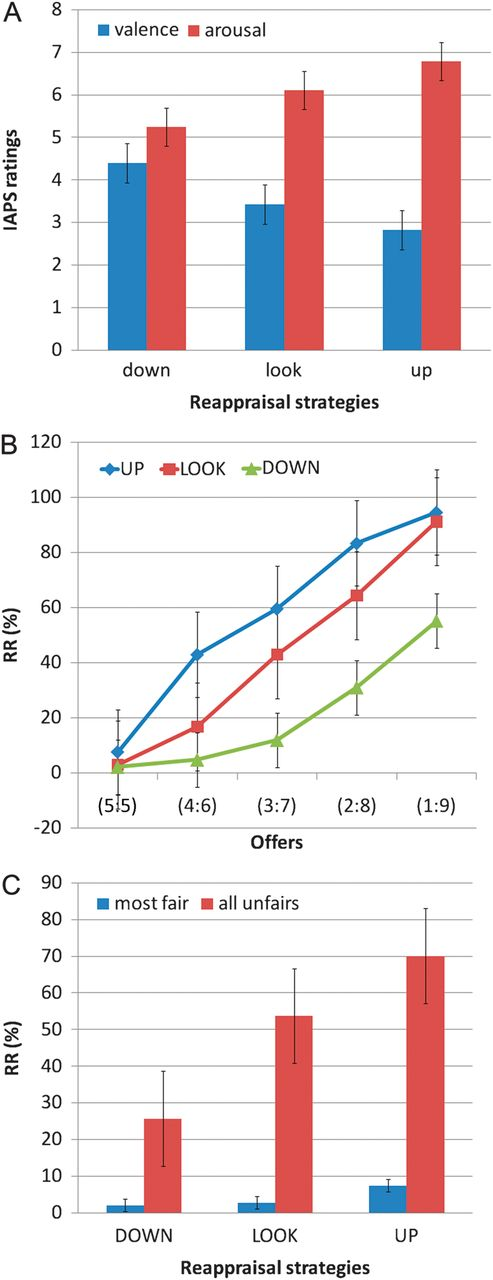 A
8
valence arousal
7
6
5
4
3
2
1
0
IAPS ratings
down look up
Reappraisal strategies
B
120
UP LOOK DOWN
100
80
60
40
20
0
-20
RR (%)
(5:5) (4:6) (3:7) (2:8) (1:9)
Offers
C
90
most fair all unfairs
80
70
60
50
40
30
20
10
0
RR (%)
DOWN LOOK UP
Reappraisal strategies